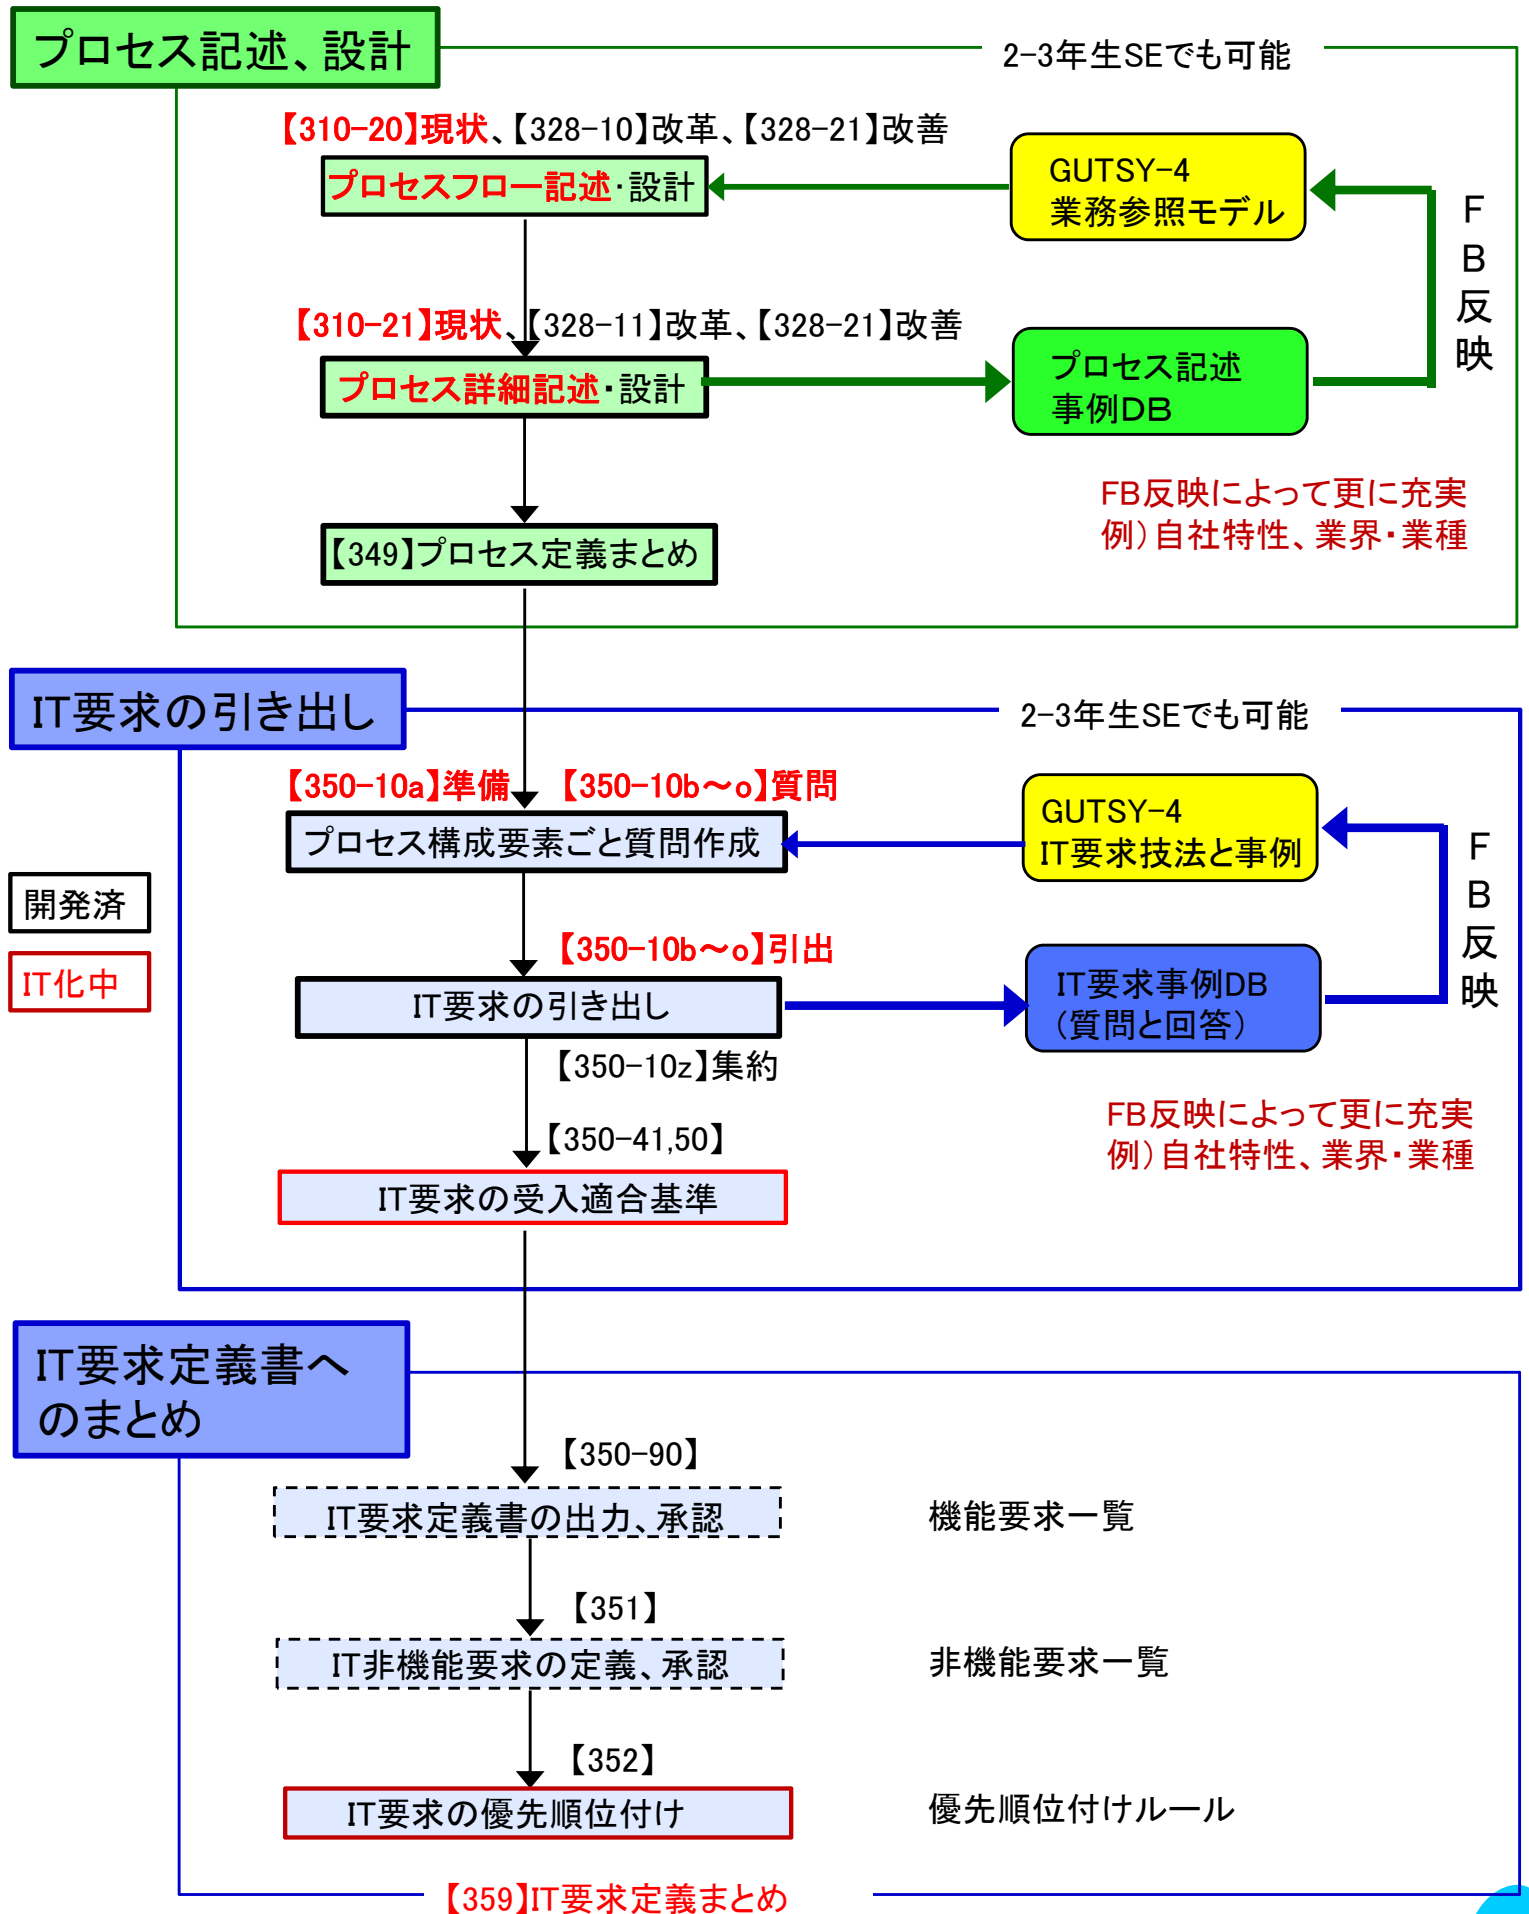 プロセス記述、設計
2-3年生SEでも可能
【310-20】現状、【328-10】改革、【328-21】改善
プロセスフロー記述・設計
GUTSY-4
業務参照モデル
FB反映
【310-21】現状、【328-11】改革、【328-21】改善
プロセス詳細記述・設計
プロセス記述
事例DB
FB反映によって更に充実
例）自社特性、業界・業種
【349】プロセス定義まとめ
IT要求の引き出し
2-3年生SEでも可能
【350-10a】準備
【350-10b～o】質問
プロセス構成要素ごと質問作成
GUTSY-4
IT要求技法と事例
FB反映
開発済
IT化中
【350-10b～o】引出
IT要求の引き出し
IT要求事例DB
（質問と回答）
【350-10z】集約
FB反映によって更に充実
例）自社特性、業界・業種
【350-41,50】
IT要求の受入適合基準
IT要求定義書へ
のまとめ
【350-90】
IT要求定義書の出力、承認
機能要求一覧
【351】
IT非機能要求の定義、承認
非機能要求一覧
【352】
IT要求の優先順位付け
優先順位付けルール
【359】IT要求定義まとめ